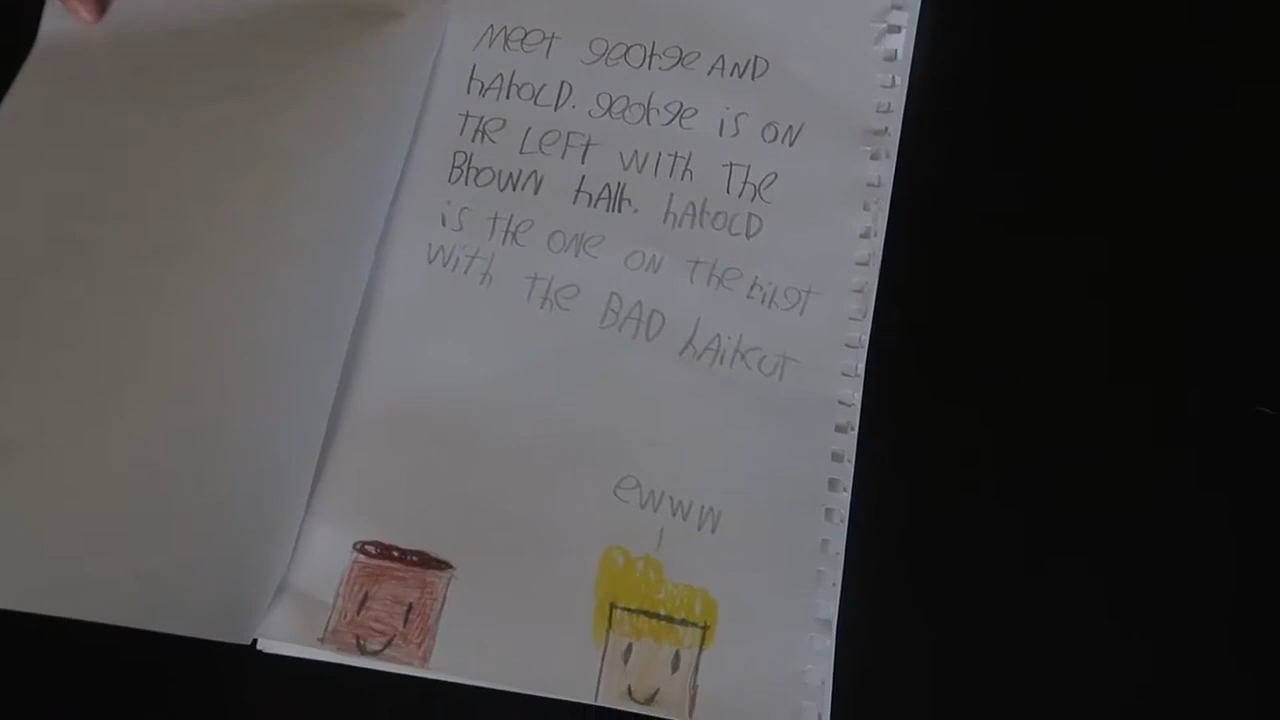 MEET george AND
hArOLD. george iS ON
THE LEFT WITH The
BrOWN hAIr. hArOLD
is the ONE ON The rihgt
with The BAD hAircut
ewww